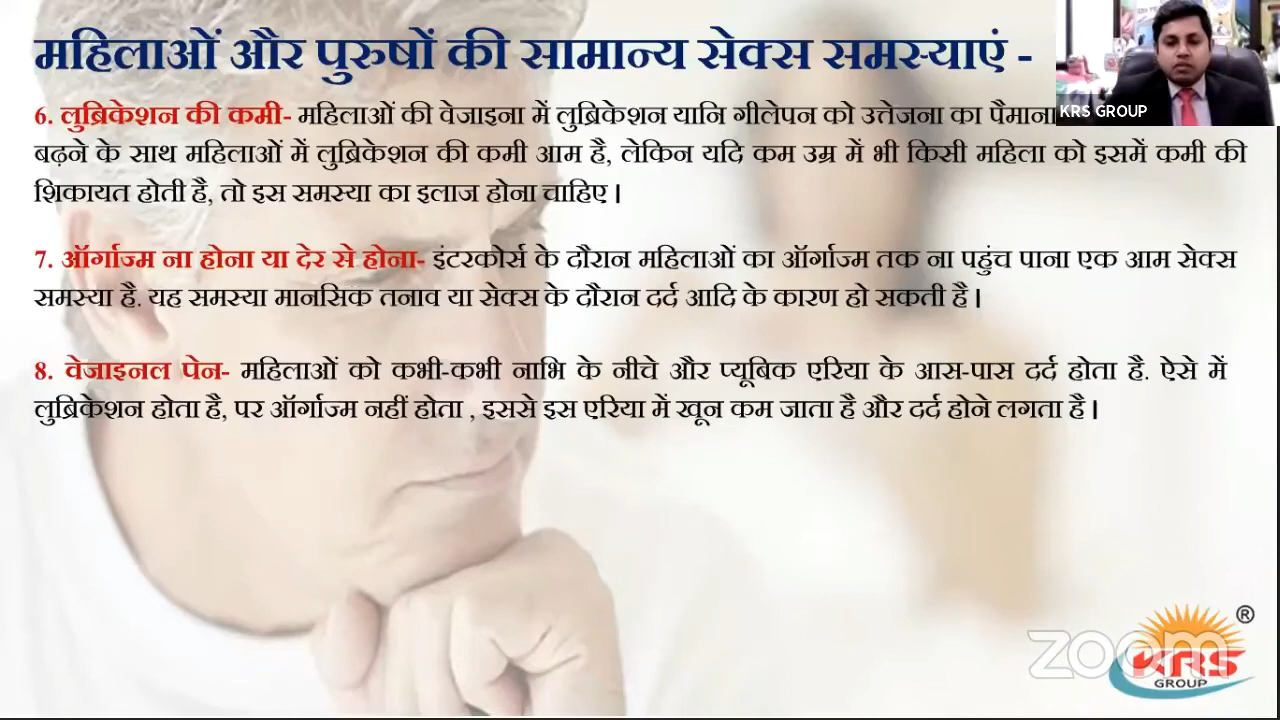 महिलाओं और पुरुषों की सामान्य सेक्स समस्याएं -
KRS GROUP
6. लुब्रिकेशन की कमी- महिलाओं की वेजाइना में लुब्रिकेशन यानि गीलेपन को उत्तेजना का पैमाना
बढ़ने के साथ महिलाओं में लुब्रिकेशन की कमी आम है, लेकिन यदि कम उम्र में भी किसी महिला को इसमें कमी की
शिकायत होती है, तो इस समस्या का इलाज होना चाहिए।
7. ऑर्गाज्म ना होना या देर से होना- इंटरकोर्स के दौरान महिलाओं का ऑर्गाज्म तक ना पहुंच पाना एक आम सेक्स
समस्या है. यह समस्या मानसिक तनाव या सेक्स के दौरान दर्द आदि के कारण हो सकती है।
8. वेजाइनल पेन- महिलाओं को कभी-कभी नाभि के नीचे और प्यूबिक एरिया के आस-पास दर्द होता है. ऐसे में
लुब्रिकेशन होता है, पर ऑर्गाज्म नहीं होता , इससे इस एरिया में खून कम जाता है और दर्द होने लगता है।
zoom
®
KRS
GROUP